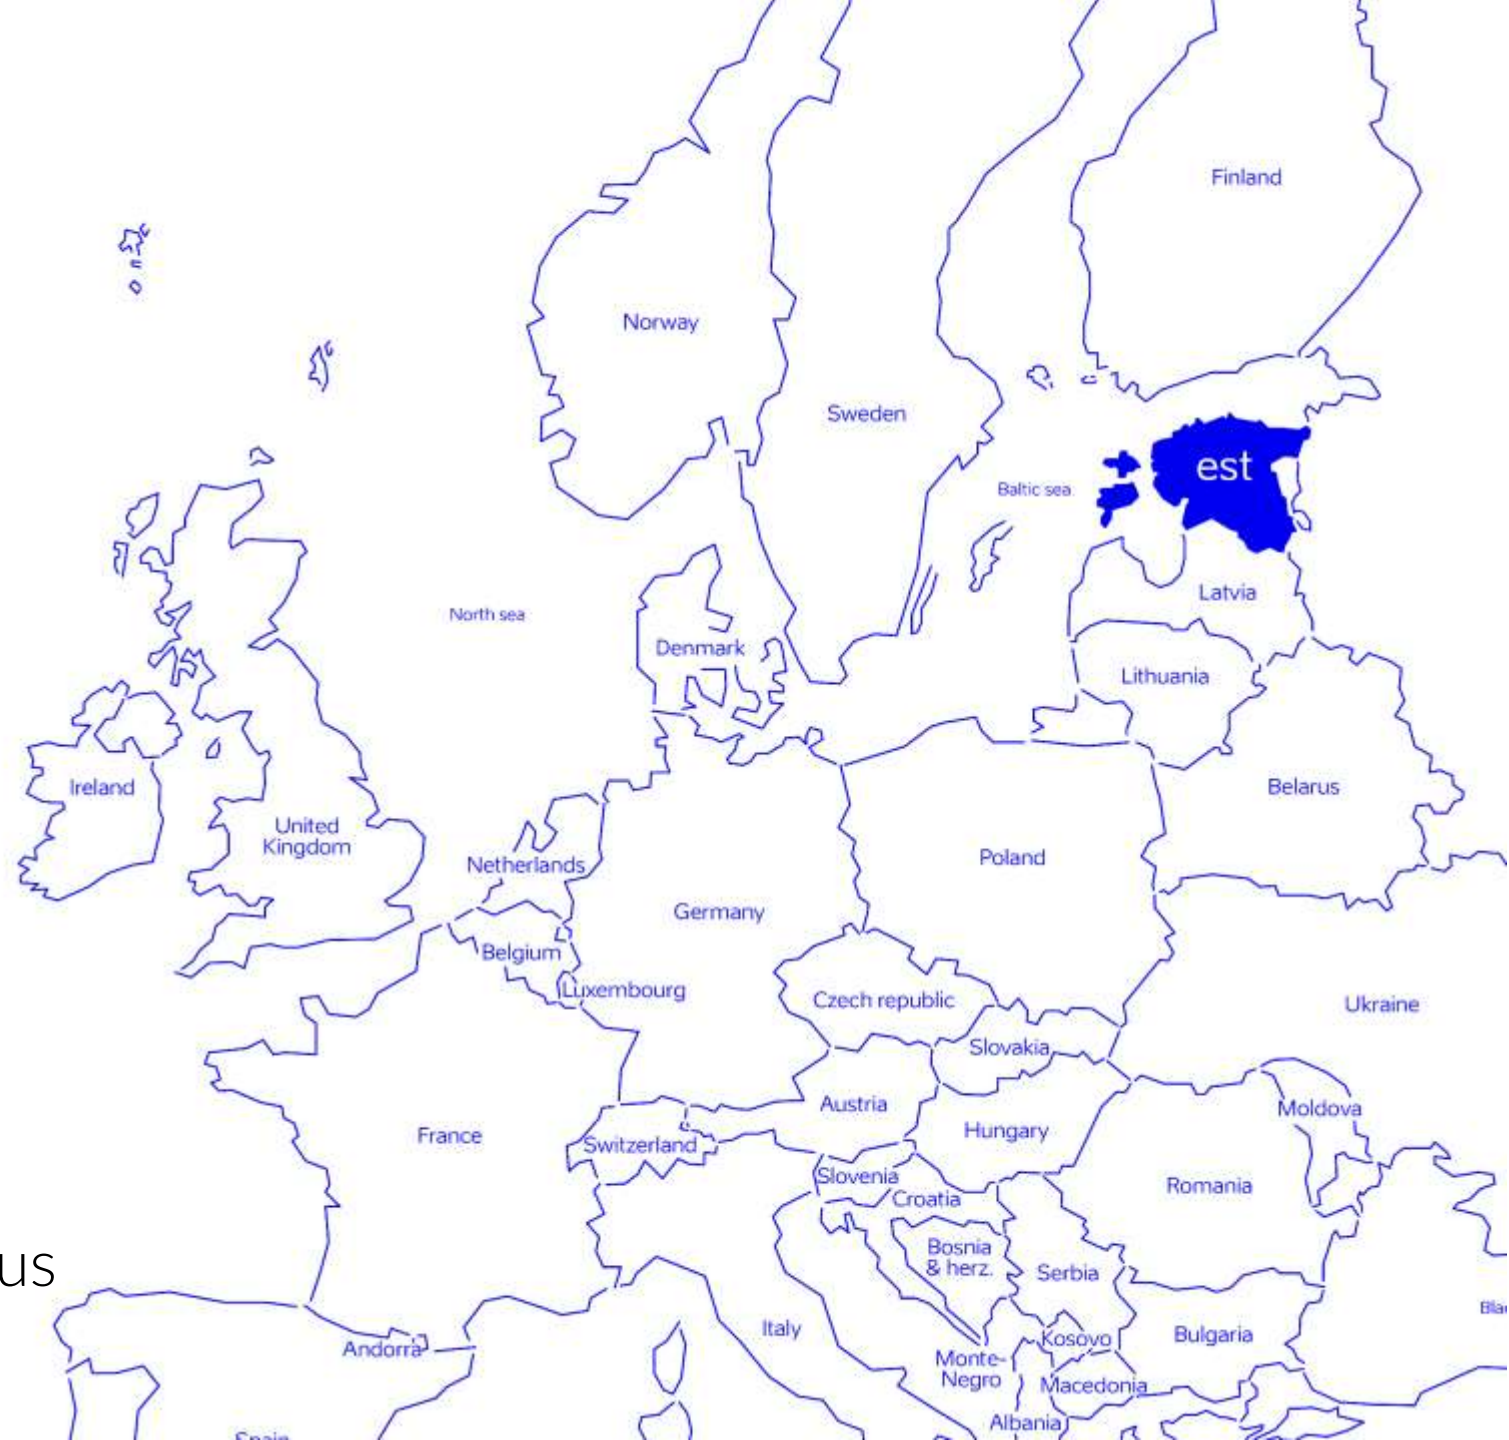 Finland
Norway
Sweden
est
Baltic sea
Latvia
North sea
Denmark
Lithuania
Ireland
Belarus
United
Kingdom
Poland
Netherlands
Germany
Belgium
Luxembourg
Czech republic
Ukraine
Slovakia
Austria
Moldova
France
Hungary
Switzerland
Slovenia
Romania
Croatia
Bosnia
& herz.
us
Serbia
Italy
Bulgaria
Kosovo
Andorra
Monte-
Negro
Macedonia
Albania